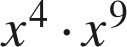 x⁴ · x⁹